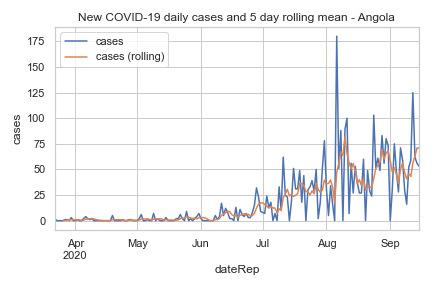 New COVID-19 daily cases and 5 day rolling mean - Angola
cases
cases (rolling)
175
150
125
100
75
50
25
0
cases
Apr
2020
May
Jun
Jul
Aug
Sep
dateRep